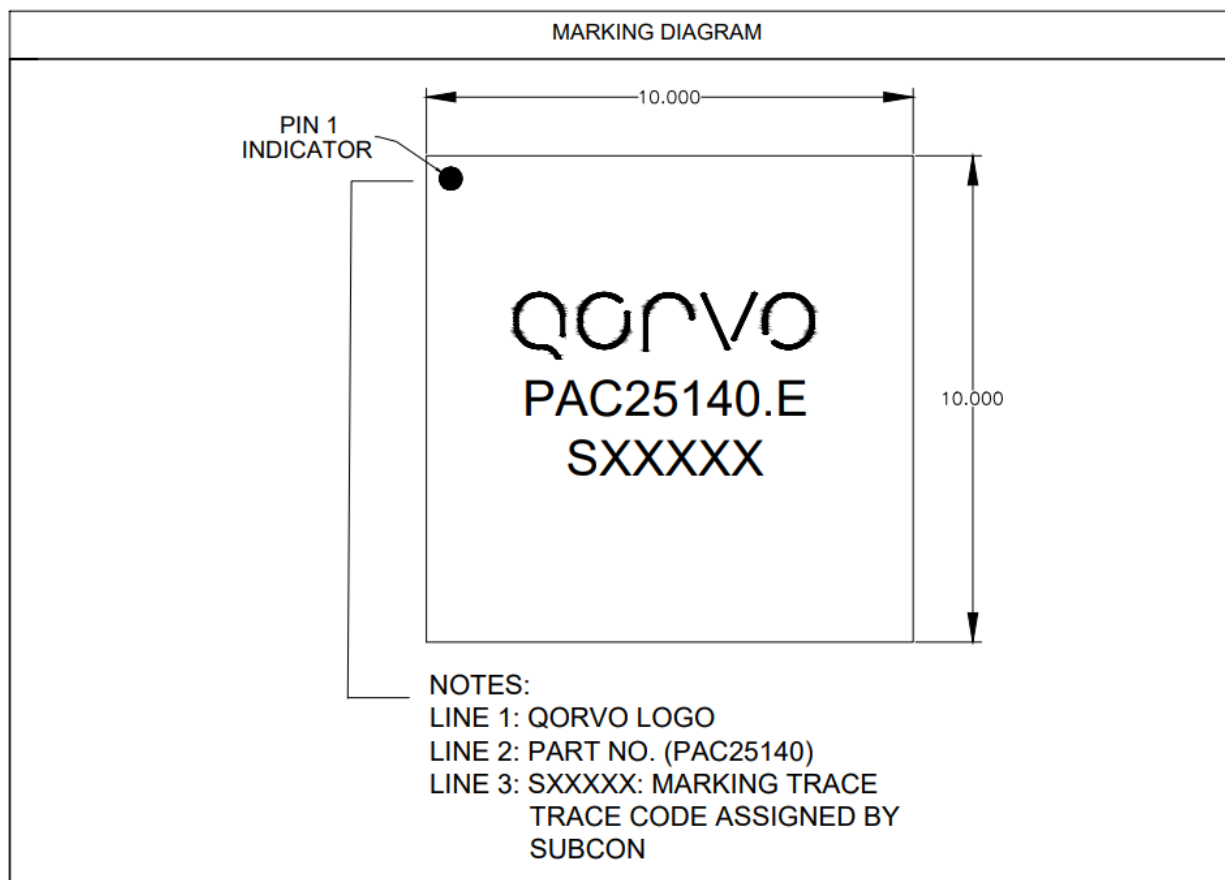 MARKING DIAGRAM
10.000
PIN 1
INDICATOR
QORVO
PAC25140.E
SXXXXX
10.000
NOTES:
LINE 1: QORVO LOGO
LINE 2: PART NO. (PAC25140)
LINE 3: SXXXXX: MARKING TRACE
TRACE CODE ASSIGNED BY
SUBCON